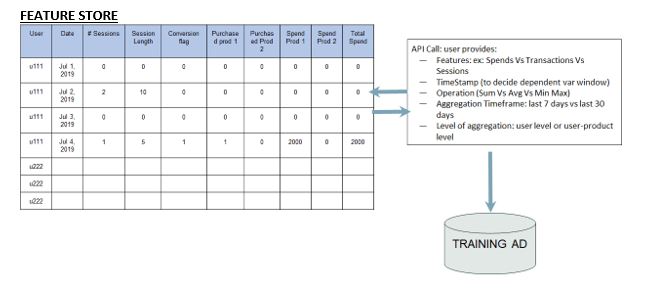 FEATURE STORE
User Date # Sessions Session Length Conversion flag Purchase d prod 1 Purchas ed Prod 2 Spend Prod 1 Spend Prod 2 Total Spend
u111 Jul 1, 2019 0 0 0 0 0 0 0 0
u111 Jul 2, 2019 2 10 0 0 0 0 0 0
u111 Jul 3, 2019 0 0 0 0 0 0 0 0
u111 Jul 4, 2019 1 5 1 1 0 2000 0 2000
u222
u222
u222
API Call: user provides:
— Features: ex: Spends Vs Transactions Vs
Sessions
— TimeStamp (to decide dependent var window)
— Operation (Sum Vs Avg Vs Min Max)
— Aggregation Timeframe: last 7 days vs last 30
days
— Level of aggregation: user level or user-product
level
TRAINING AD